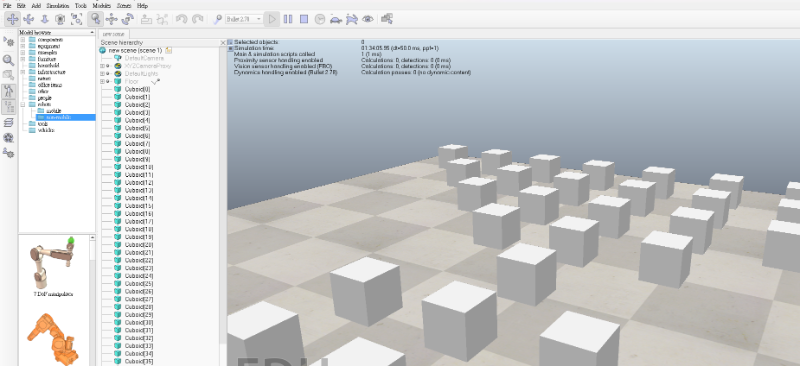 File Edit Add Simulation Tools Modules Scenes Help
Bullet 2.78
Model browser
components
equipment
examples
furniture
household
infrastructure
nature
office items
other
people
robots
mobile
non-mobile
tools
vehicles
7 DoF manipulator
Scene hierarchy
new scene (scene 1)
DefaultCamera
XYZCameraProxy
DefaultLights
Floor
Cuboid[0]
Cuboid[1]
Cuboid[2]
Cuboid[3]
Cuboid[4]
Cuboid[5]
Cuboid[6]
Cuboid[7]
Cuboid[8]
Cuboid[9]
Cuboid[10]
Cuboid[11]
Cuboid[12]
Cuboid[13]
Cuboid[14]
Cuboid[15]
Cuboid[16]
Cuboid[17]
Cuboid[18]
Cuboid[19]
Cuboid[20]
Cuboid[21]
Cuboid[22]
Cuboid[23]
Cuboid[24]
Cuboid[25]
Cuboid[26]
Cuboid[27]
Cuboid[28]
Cuboid[29]
Cuboid[30]
Cuboid[31]
Cuboid[32]
Cuboid[33]
Cuboid[34]
Cuboid[35]
Selected objects 0
Simulation time 01:34:05.55 (dt=50.0 ms, ppf=1)
Main & simulation scripts called 1 (1 ms)
Proximity sensor handling enabled Calculations: 0, detections: 0 (0 ms)
Vision sensor handling enabled (FBO) Calculations: 0, detections: 0 (0 ms)
Dynamics handling enabled (Bullet 2.78) Calculation passes: 0 (no dynamic content)
EDU